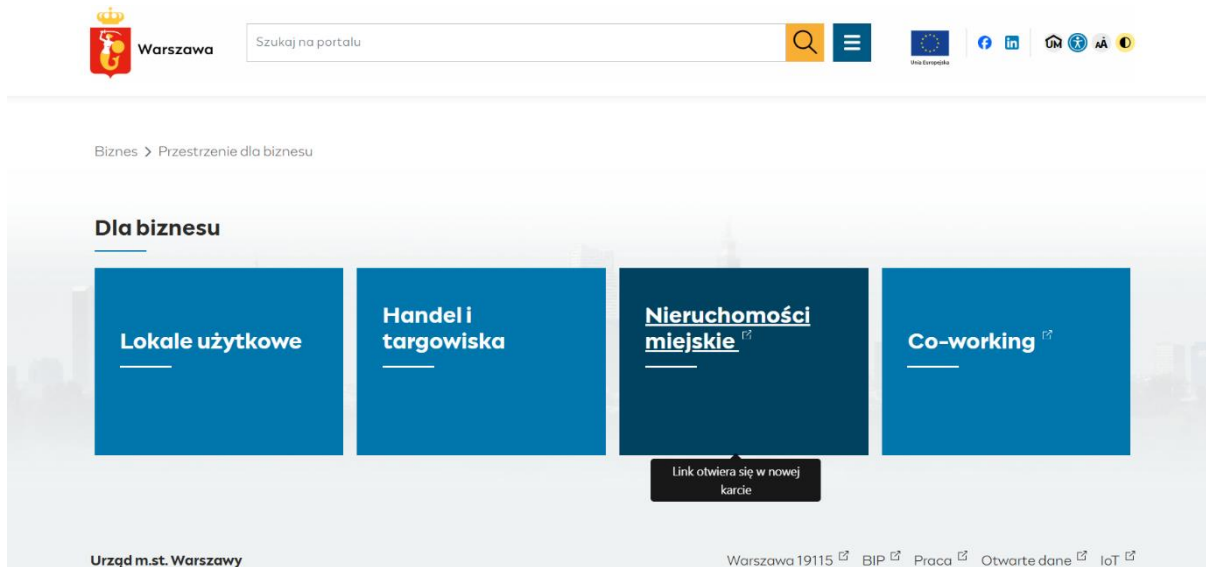 Warszawa
Szukaj na portalu
Unia Europejska
Biznes > Przestrzenie dla biznesu
Dla biznesu
Lokale użytkowe
Handel i
targowiska
Nieruchomości
miejskie
Co-working
Link otwiera się w nowej
karcie
Urząd m.st. Warszawy
Warszawa 19115 BIP Praca Otwarte dane IoT